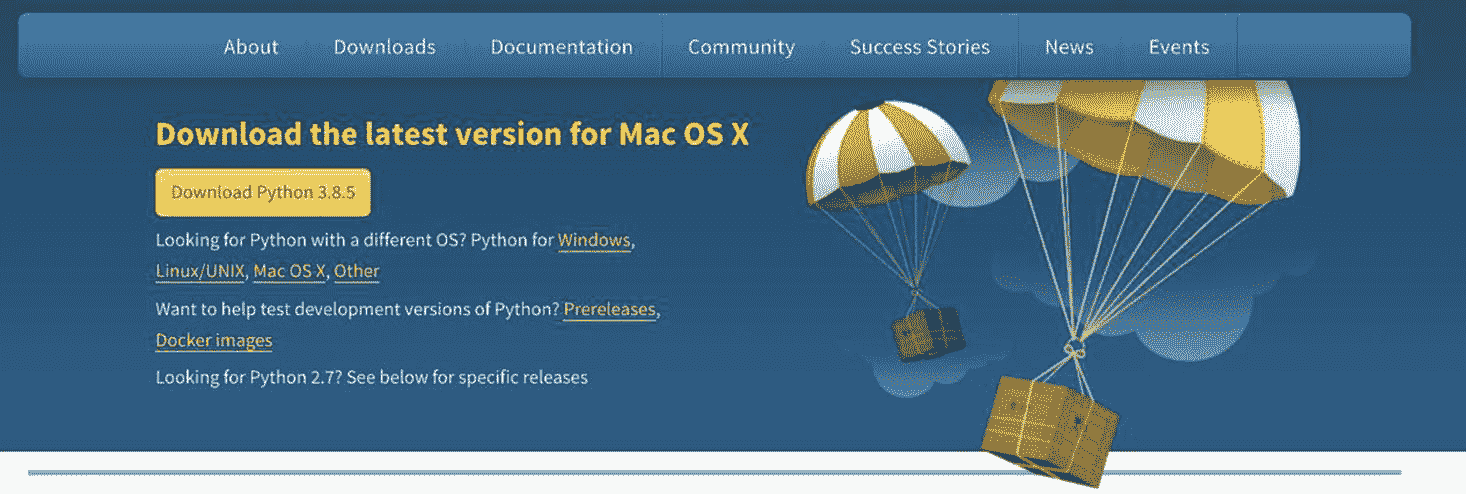 About Downloads Documentation Community Success Stories News Events
Download the latest version for Mac OS X
Download Python 3.8.5
Looking for Python with a different OS? Python for Windows,
Linux/UNIX, Mac OS X, Other
Want to help test development versions of Python? Prereleases,
Docker images
Looking for Python 2.7? See below for specific releases